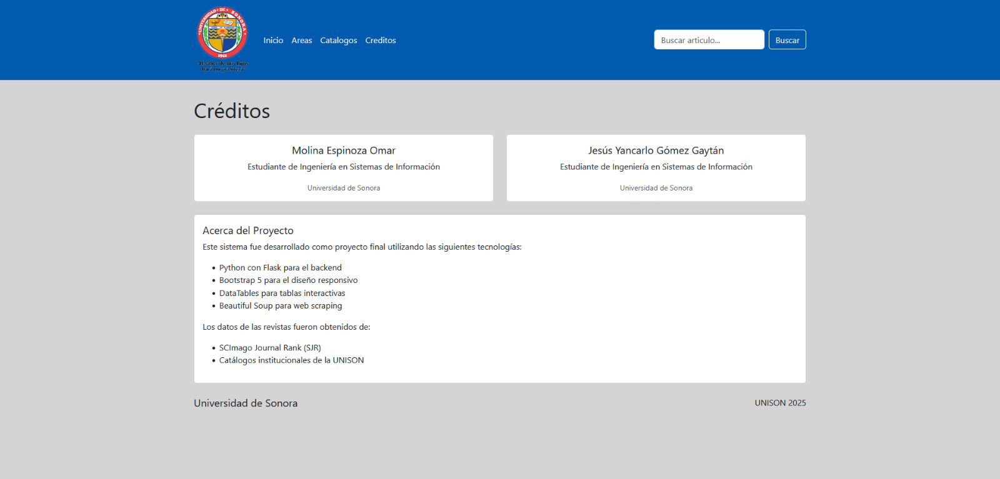 UNIVERSIDAD DE SONORA
1942
"El saber de mis hijos
hará mi grandeza"
Inicio Areas Catalogos Creditos
Buscar articulo... Buscar
Créditos
Molina Espinoza Omar
Estudiante de Ingeniería en Sistemas de Información
Universidad de Sonora
Jesús Yancarlo Gómez Gaytán
Estudiante de Ingeniería en Sistemas de Información
Universidad de Sonora
Acerca del Proyecto
Este sistema fue desarrollado como proyecto final utilizando las siguientes tecnologías:
• Python con Flask para el backend
• Bootstrap 5 para el diseño responsivo
• DataTables para tablas interactivas
• Beautiful Soup para web scraping
Los datos de las revistas fueron obtenidos de:
• SCImago Journal Rank (SJR)
• Catálogos institucionales de la UNISON
Universidad de Sonora
UNISON 2025